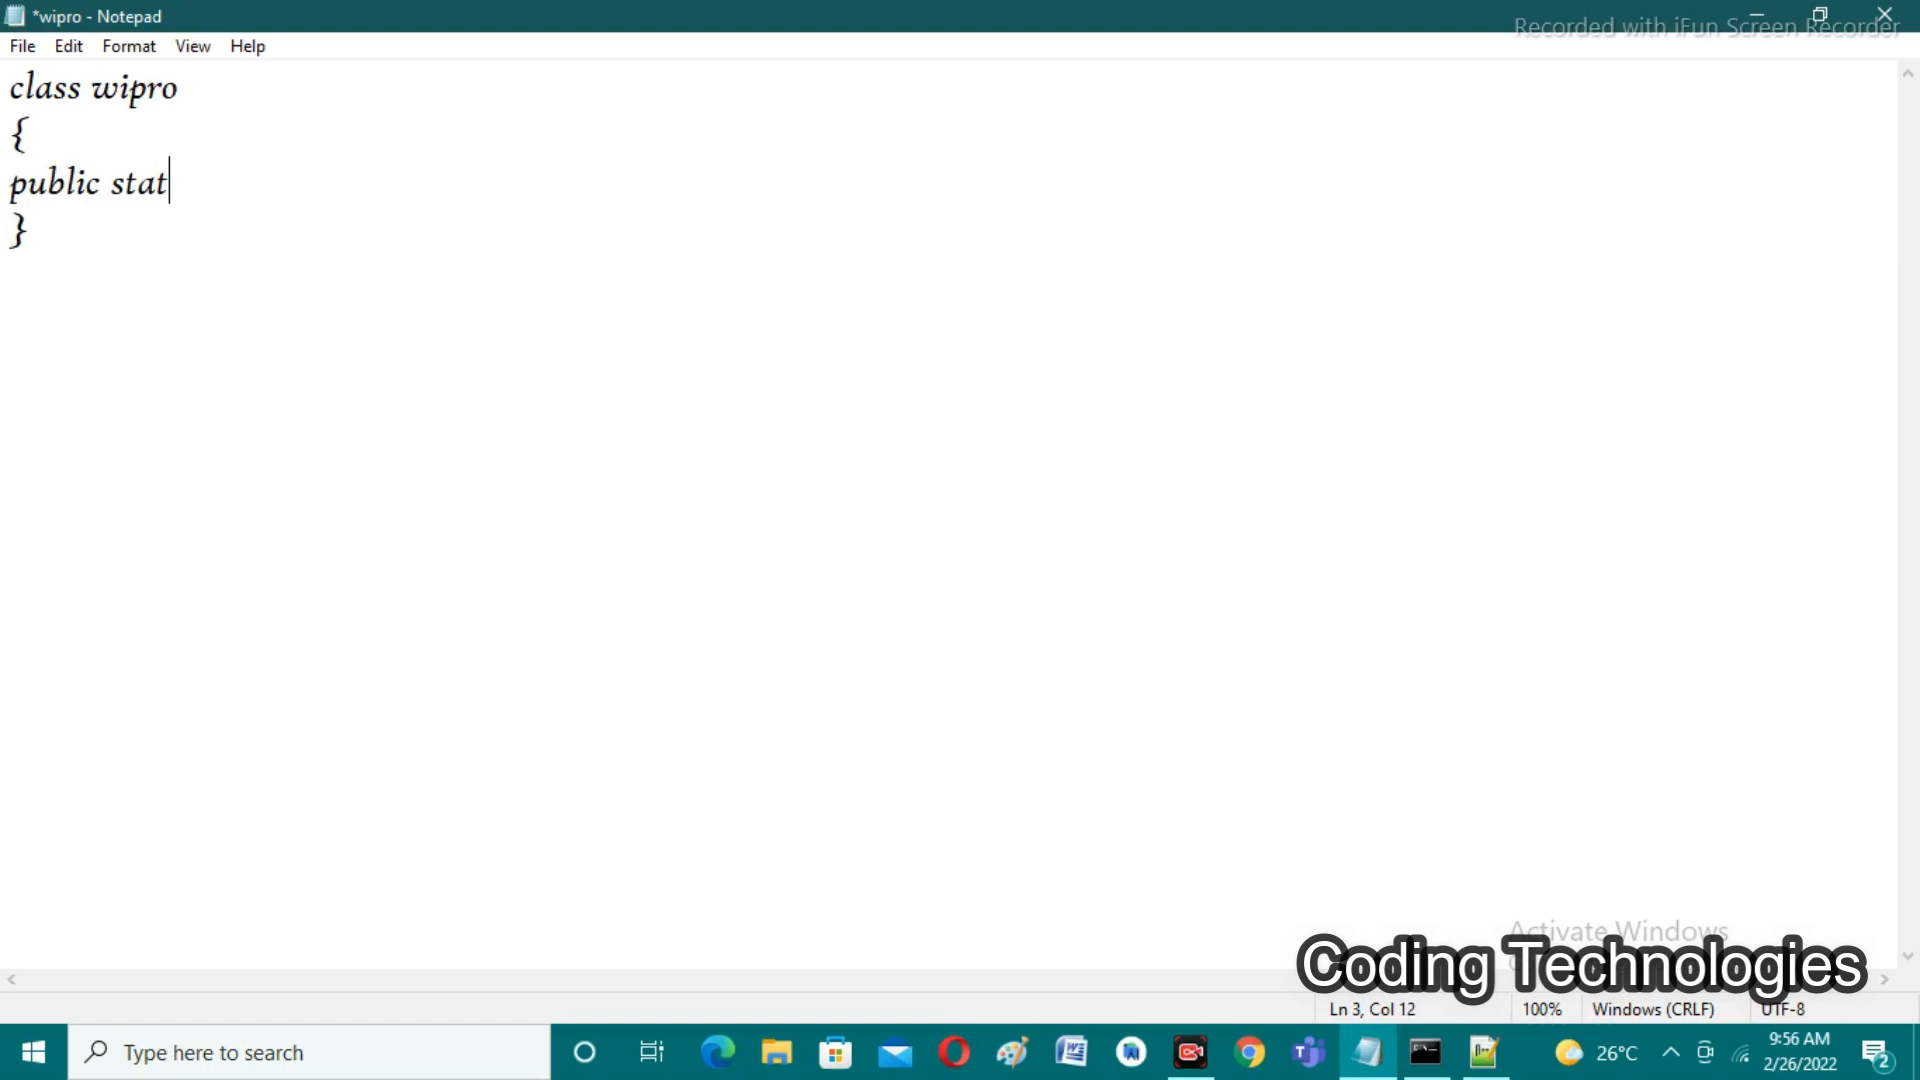 *wipro - Notepad
Recorded with iFun Screen Recorder
File Edit Format View Help
class wipro
{
public stat
}
Activate Windows
Coding Technologies
Ln 3, Col 12 100% Windows (CRLF) UTF-8
Type here to search
26°C
9:56 AM
2/26/2022
2